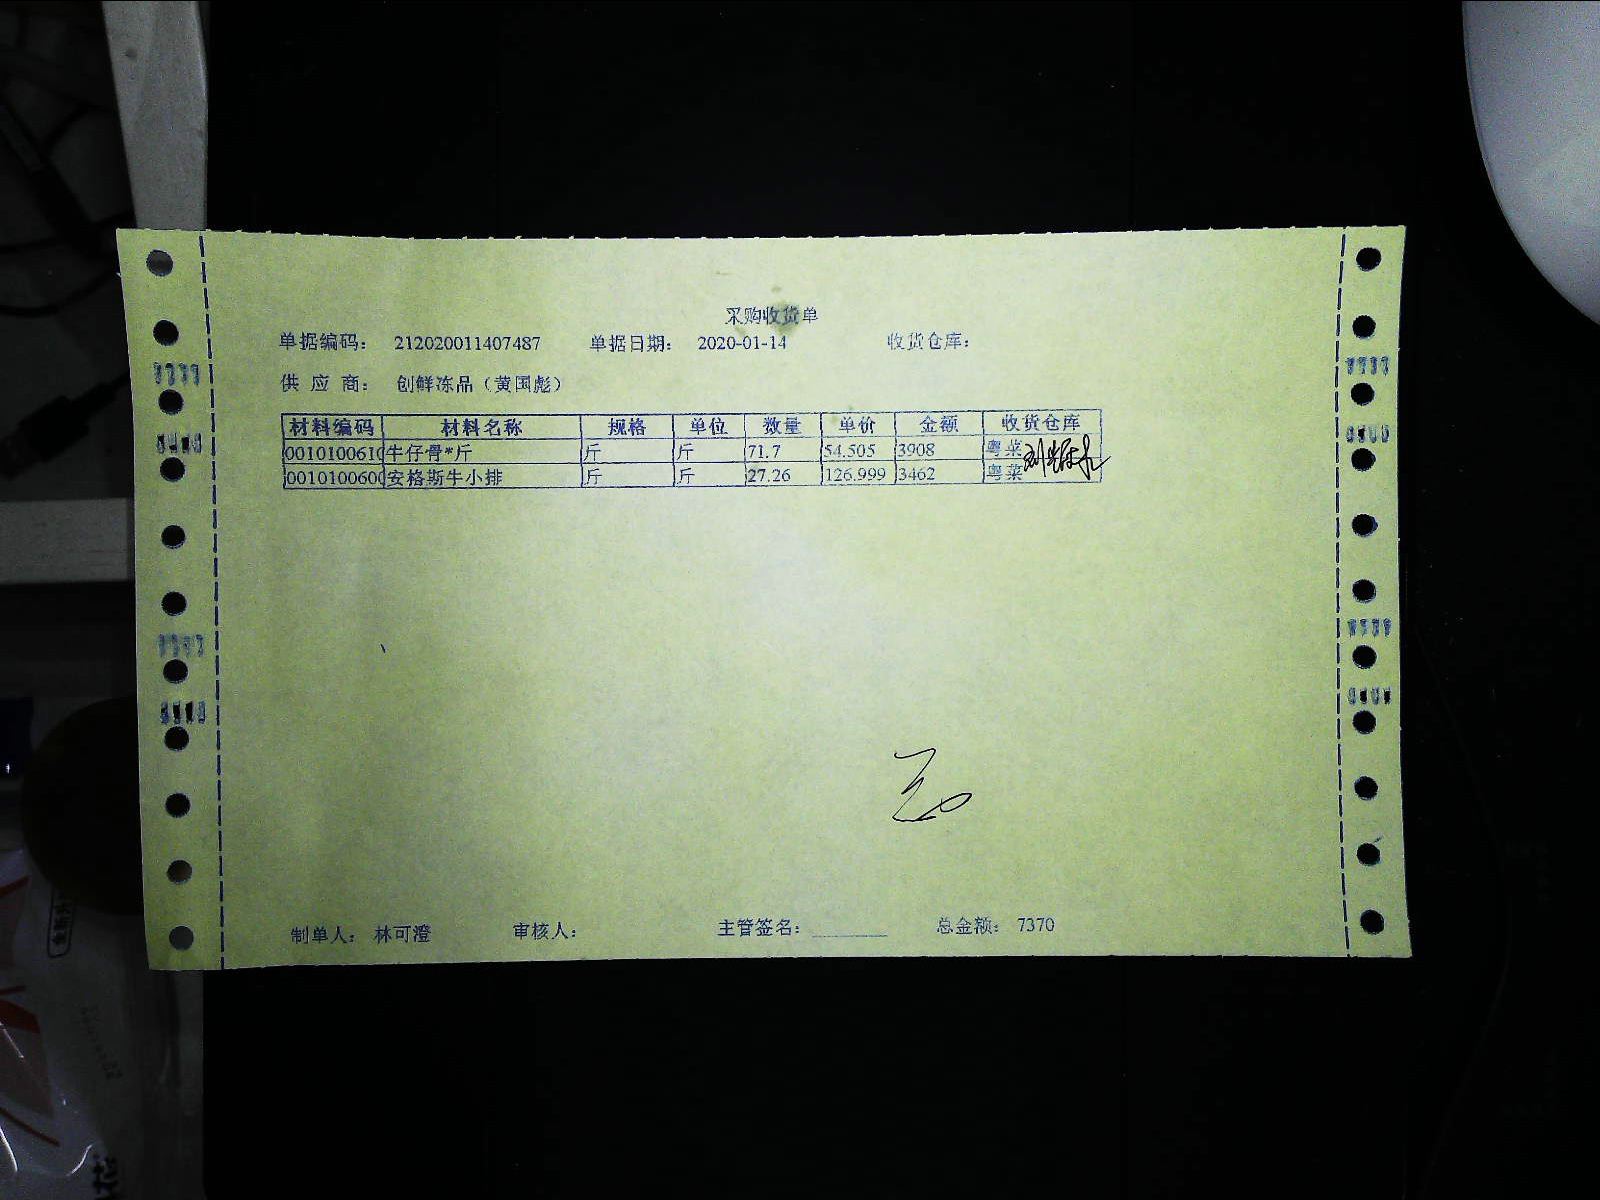 采购收货单
单据编码： 212020011407487 单据日期： 2020-01-14 收货仓库：
供 应 商： 创鲜冻品（黄国彪）
材料编码 材料名称 规格 单位 数量 单价 金额 收货仓库
0010100610 牛仔骨*斤 斤 斤 71.7 54.505 3908 粤菜
0010100600 安格斯牛小排 斤 斤 27.26 126.999 3462 粤菜
制单人： 林可澄 审核人： 主管签名： ________ 总金额： 7370